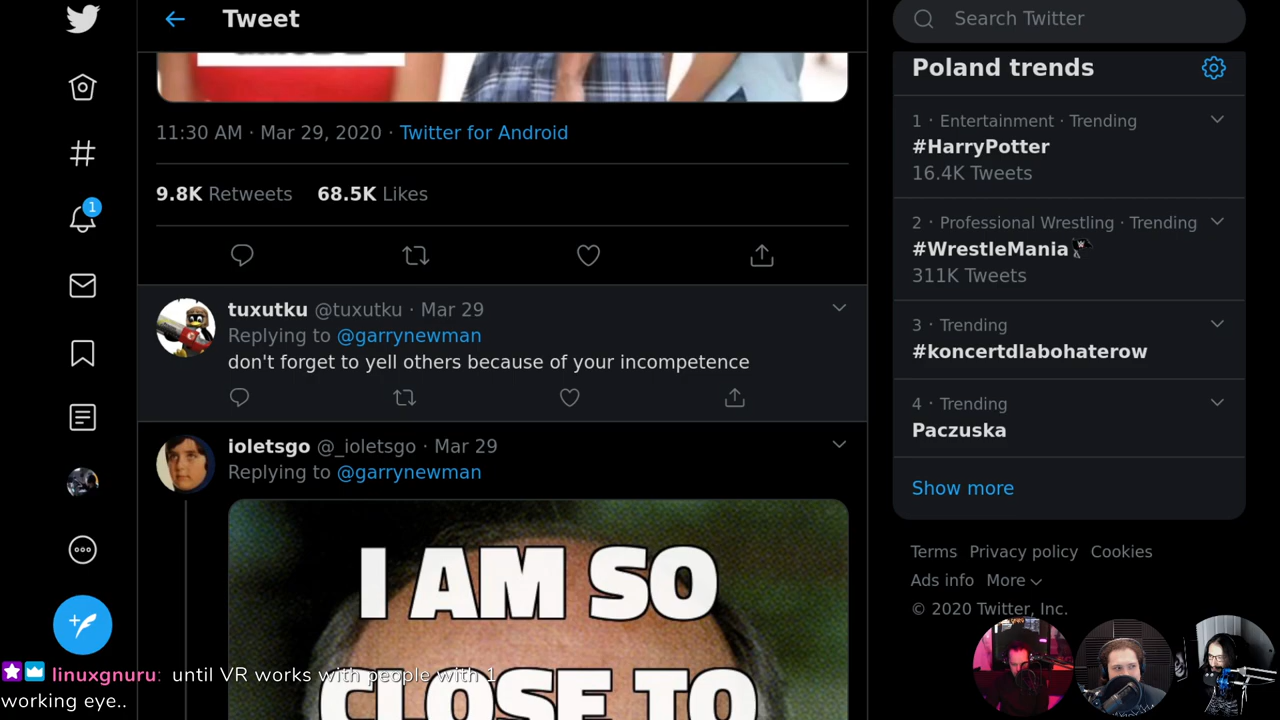 Tweet
11:30 AM · Mar 29, 2020 · Twitter for Android
9.8K Retweets 68.5K Likes
tuxutku @tuxutku · Mar 29
Replying to @garrynewman
don't forget to yell others because of your incompetence
ioletsgo @_ioletsgo · Mar 29
Replying to @garrynewman
I AM SO
CLOSE TO
Search Twitter
Poland trends
1 · Entertainment · Trending
#HarryPotter
16.4K Tweets
2 · Professional Wrestling · Trending
#WrestleMania
311K Tweets
3 · Trending
#koncertdlabohaterow
4 · Trending
Paczuska
Show more
Terms Privacy policy Cookies
Ads info More
© 2020 Twitter, Inc.
1
linuxgnuru: until VR works with people with 1
working eye..